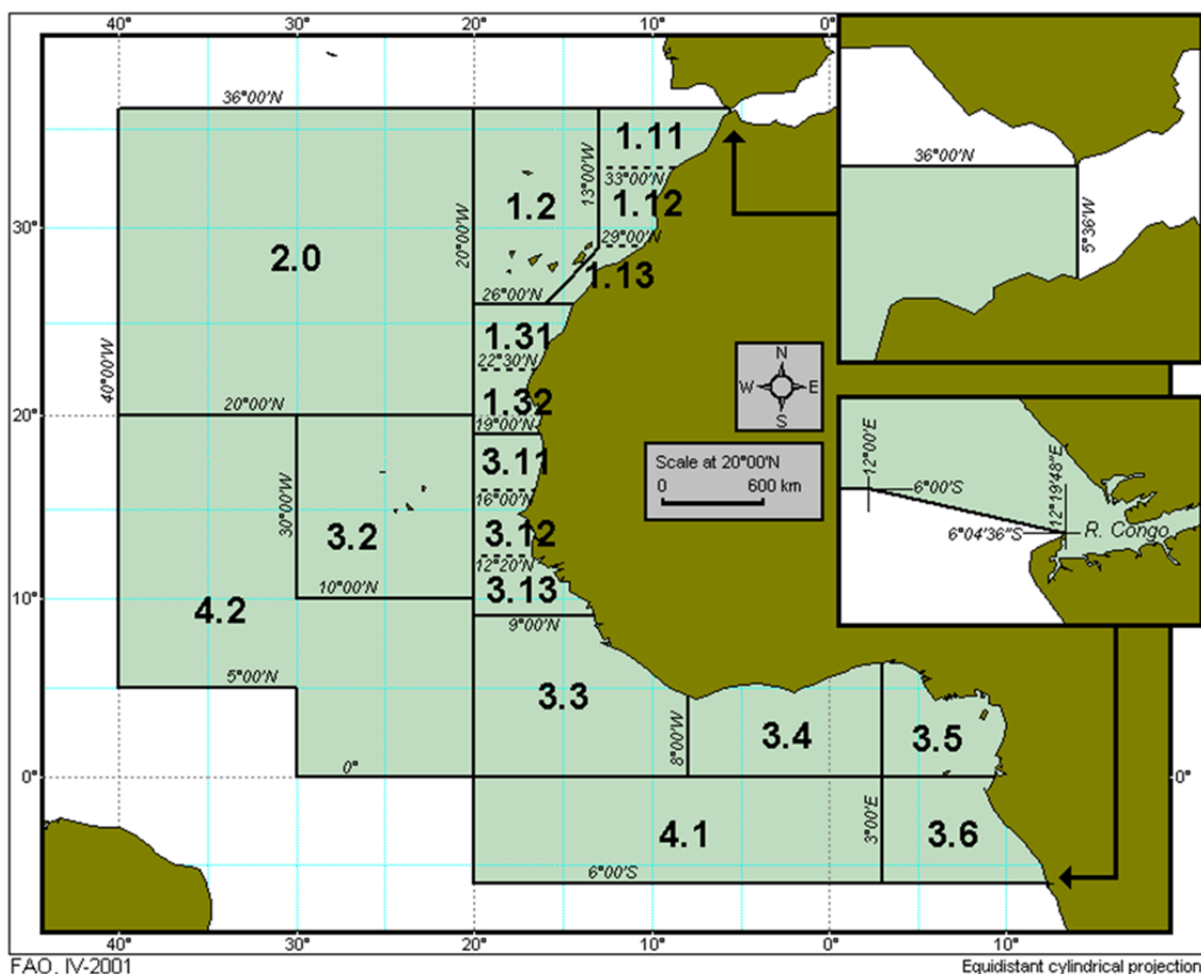 40° 30° 20° 10° 0°
36°00'N
1.11
36°00'N
13°00'W
33°00'N
1.2
1.12
5°36'W
30°
20°00'W
29°00'N
2.0
1.13
26°00'N
1.31
40°00'W
22°30'N
N
W E
S
1.32
20°
20°00'N
19°00'N
12°00'E
3.11
Scale at 20°00'N
0 600 km
6°00'S
12°19'48"E
30°00'W
16°00'N
3.2
3.12
6°04'36"S
R. Congo
12°20'N
10°
10°00'N
3.13
4.2
9°00'N
5°00'N
3.3
8°00'W
3.4
3.5
0°
0°
0°
4.1
3°00'E
3.6
6°00'S
40° 30° 20° 10° 0° 10°
FAO, IV-2001
Equidistant cylindrical projection